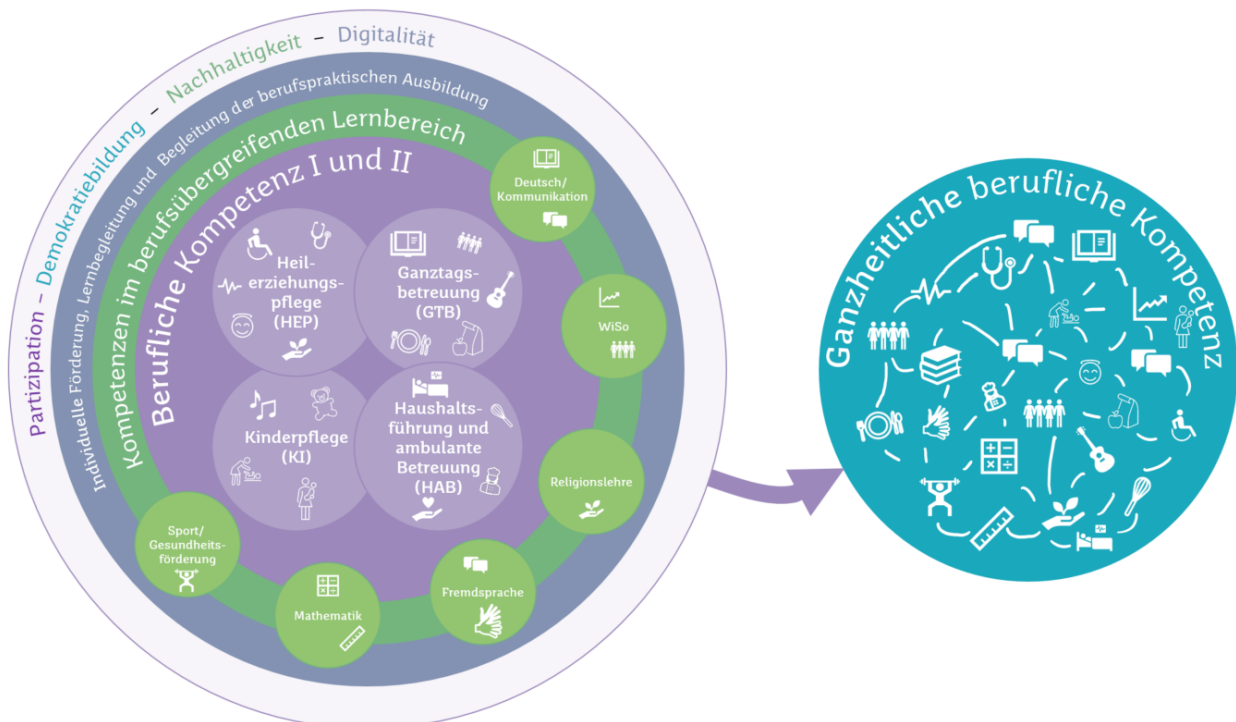 Partizipation – Demokratiebildung – Nachhaltigkeit – Digitalität
Individuelle Förderung, Lernbegleitung und Begleitung der berufspraktischen Ausbildung
Kompetenzen im berufsübergreifenden Lernbereich
Berufliche Kompetenz I und II
Heil-
erziehungs-
pflege
(HEP)
Ganztags-
betreuung
(GTB)
Kinderpflege
(KI)
Haushalts-
führung und
ambulante
Betreuung
(HAB)
Deutsch/
Kommunikation
WiSo
Religionslehre
Fremdsprache
Mathematik
Sport/
Gesundheits-
förderung
Ganzheitliche berufliche Kompetenz